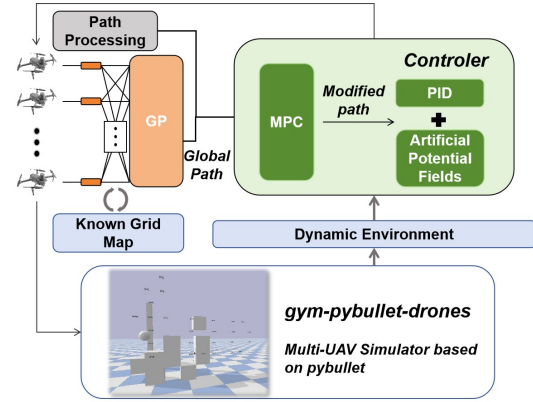 Path
Processing
Controler
GP
MPC
Modified
path
PID
Artificial
Potential
Fields
Global
Path
Known Grid
Map
Dynamic Environment
gym-pybullet-drones
Multi-UAV Simulator based
on pybullet